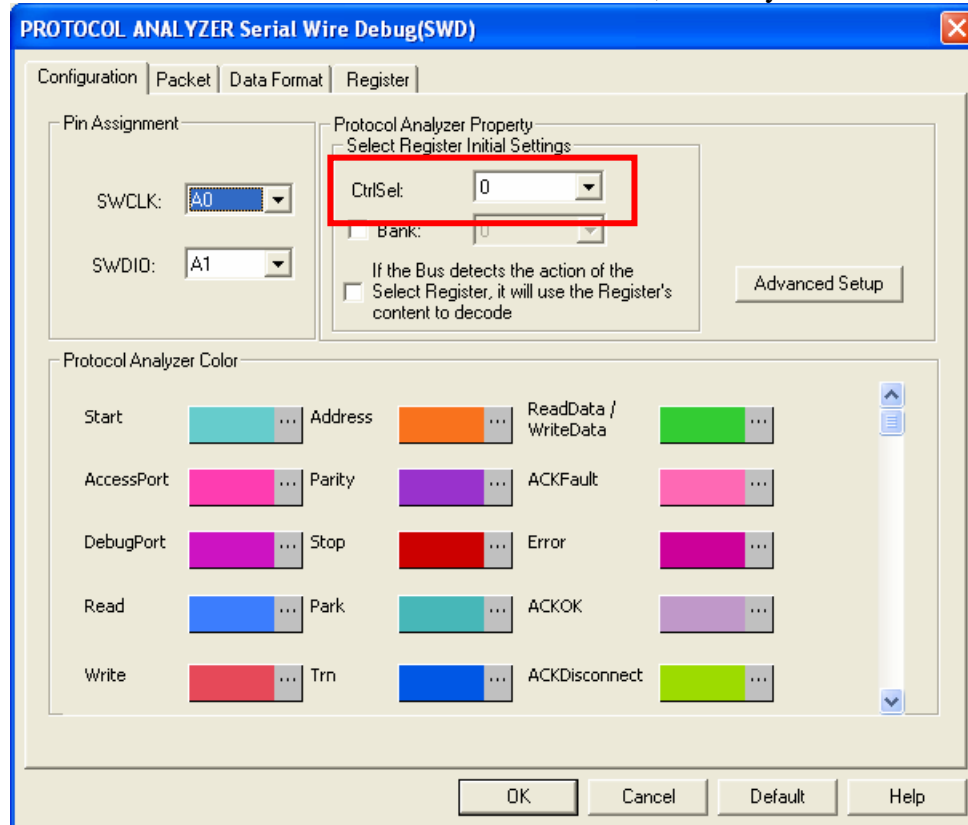 PROTOCOL ANALYZER Serial Wire Debug(SWD)
Configuration Packet Data Format Register
Pin Assignment
SWCLK: A0
SWDIO: A1
Protocol Analyzer Property
Select Register Initial Settings
CtrlSel: 0
Bank: 0
If the Bus detects the action of the
Select Register, it will use the Register's
content to decode
Advanced Setup
Protocol Analyzer Color
Start ... Address ... ReadData /
WriteData ...
AccessPort ... Parity ... ACKFault ...
DebugPort ... Stop ... Error ...
Read ... Park ... ACKOK ...
Write ... Trn ... ACKDisconnect ...
OK Cancel Default Help